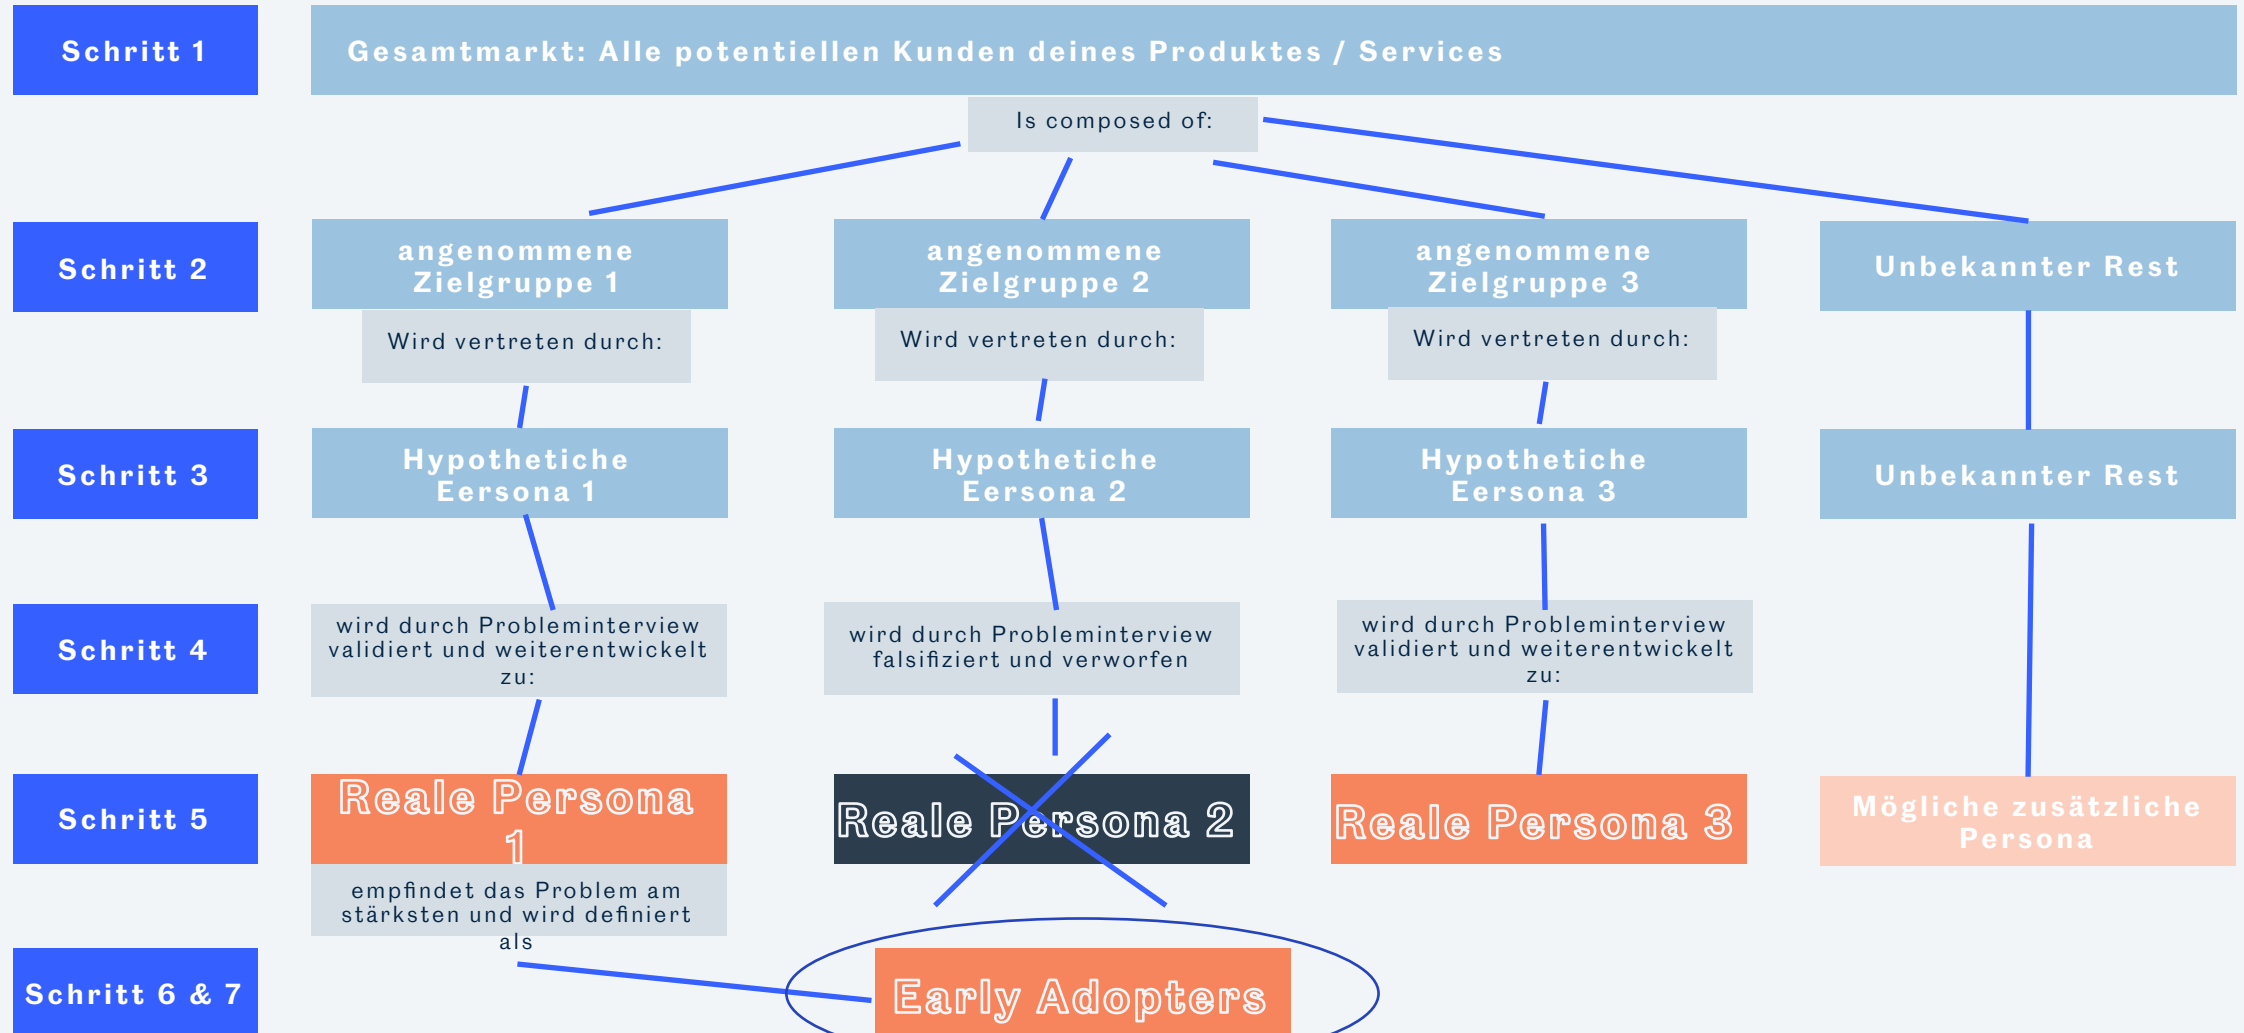 Schritt 1
Gesamtmarkt: Alle potentiellen Kunden deines Produktes / Services
Is composed of:
Schritt 2
angenommene
Zielgruppe 1
angenommene
Zielgruppe 2
angenommene
Zielgruppe 3
Unbekannter Rest
Wird vertreten durch:
Wird vertreten durch:
Wird vertreten durch:
Schritt 3
Hypothetiche
Eersona 1
Hypothetiche
Eersona 2
Hypothetiche
Eersona 3
Unbekannter Rest
Schritt 4
wird durch Probleminterview
validiert und weiterentwickelt
zu:
wird durch Probleminterview
falsifiziert und verworfen
wird durch Probleminterview
validiert und weiterentwickelt
zu:
Schritt 5
Reale Persona
1
Reale Persona 2
Reale Persona 3
Mögliche zusätzliche
Persona
empfindet das Problem am
stärksten und wird definiert
als
Schritt 6 & 7
Early Adopters